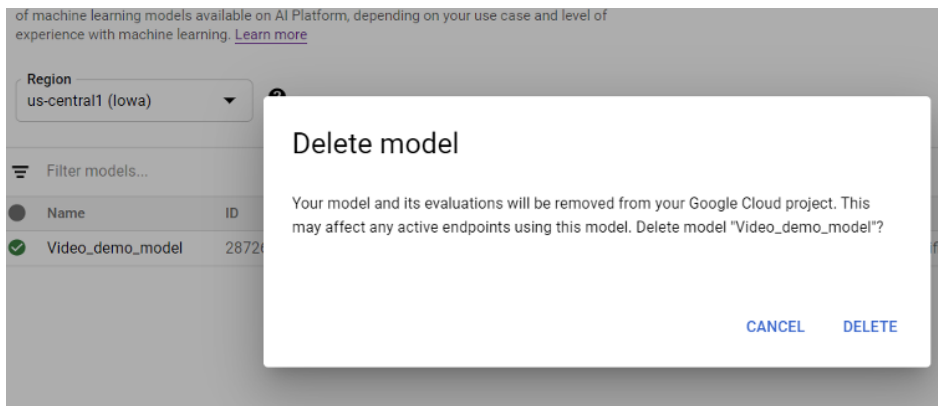 of machine learning models available on AI Platform, depending on your use case and level of
experience with machine learning. Learn more
Region
us-central1 (Iowa)
Filter models...
Name ID
Video_demo_model 2872
Delete model
Your model and its evaluations will be removed from your Google Cloud project. This
may affect any active endpoints using this model. Delete model "Video_demo_model"?
CANCEL DELETE